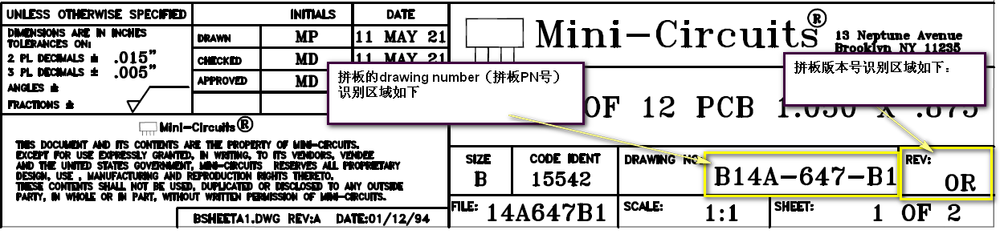 UNLESS OTHERWISE SPECIFIED
INITIALS
DATE
DIMENSIONS ARE IN INCHES
TOLERANCES ON:
2 PL DECIMALS ± .015"
3 PL DECIMALS ± .005"
ANGLES ±
FRACTIONS ±
DRAWN MP 11 MAY 21
CHECKED MD 11 MAY 21
APPROVED MD
Mini-Circuits®
13 Neptune Avenue
Brooklyn NY 11235
拼板的drawing number(拼板PN号)
识别区域如下
拼板版本号识别区域如下:
OF 12 PCB 1.050 X .875
Mini-Circuits®
THIS DOCUMENT AND ITS CONTENTS ARE THE PROPERTY OF MINI-CIRCUITS.
EXCEPT FOR USE EXPRESSLY GRANTED, IN WRITING, TO ITS VENDORS, VENDEE
AND THE UNITED STATES GOVERNMENT, MINI-CIRCUITS RESERVES ALL PROPRIETARY
DESIGN, USE , MANUFACTURING AND REPRODUCTION RIGHTS THERETO.
THESE CONTENTS SHALL NOT BE USED, DUPLICATED OR DISCLOSED TO ANY OUTSIDE
PARTY, IN WHOLE OR IN PART, WITHOUT WRITTEN PERMISSION OF MINI-CIRCUITS.
BSHEETA1.DWG REV:A DATE:01/12/94
SIZE
B
CODE IDENT
15542
DRAWING NO
B14A-647-B1
REV:
0R
FILE: 14A647B1
SCALE: 1:1
SHEET: 1 OF 2